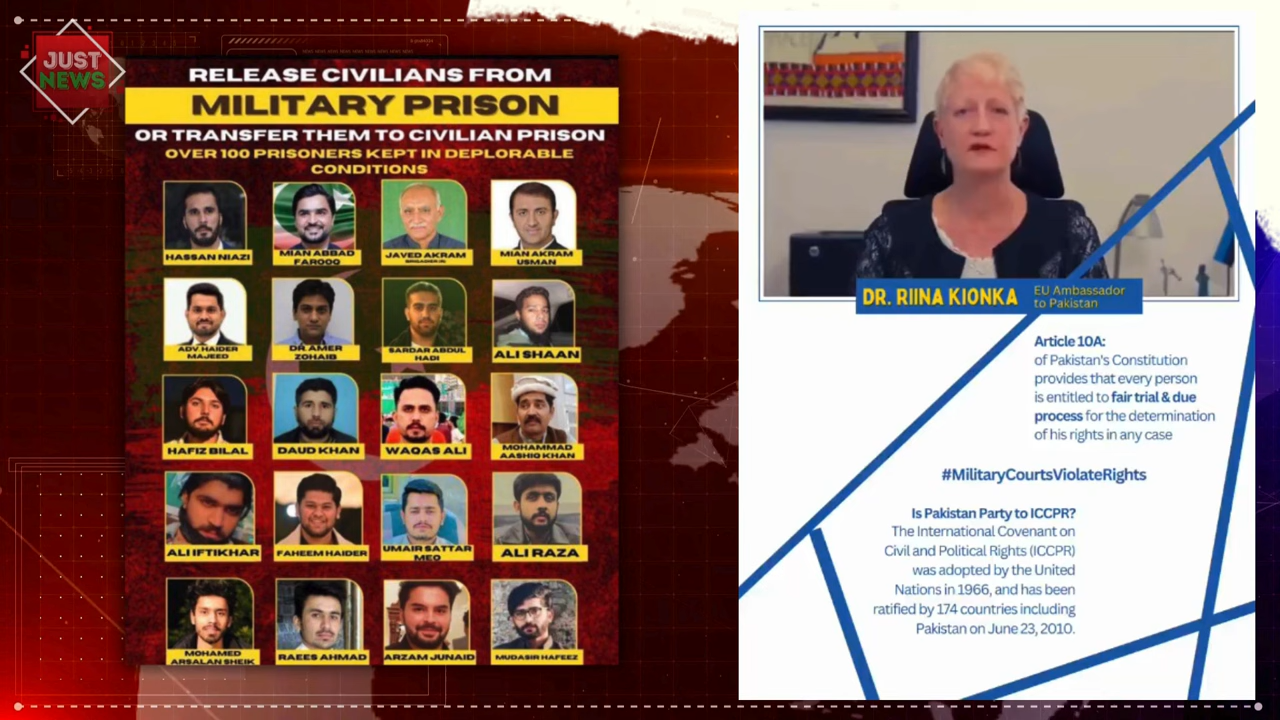 JUST
NEWS
RELEASE CIVILIANS FROM
MILITARY PRISON
OR TRANSFER THEM TO CIVILIAN PRISON
OVER 100 PRISONERS KEPT IN DEPLORABLE
CONDITIONS
HASSAN NIAZI
MIAN ABBAD
FAROOQ
JAVED AKRAM
MIAN AKRAM
USMAN
ADV. HAIDER
MAJEED
DR. AMER
ZOHAIB
SARDAR ABDUL
HADI
ALI SHAAN
HAFIZ BILAL
DAUD KHAN
WAQAS ALI
MOHAMMAD
AASHIQ KHAN
ALI IFTIKHAR
FAHEEM HAIDER
UMAIR SATTAR
MEO
ALI RAZA
MOHAMED
ARSALAN SHEIK
RAEES AHMAD
ARZAM JUNAID
MUDASIR HAFEEZ
DR. RIINA KIONKA
EU Ambassador
to Pakistan
Article 10A:
of Pakistan's Constitution
provides that every person
is entitled to fair trial & due
process for the determination
of his rights in any case
#MilitaryCourtsViolateRights
Is Pakistan Party to ICCPR?
The International Covenant on
Civil and Political Rights (ICCPR)
was adopted by the United
Nations in 1966, and has been
ratified by 174 countries including
Pakistan on June 23, 2010.